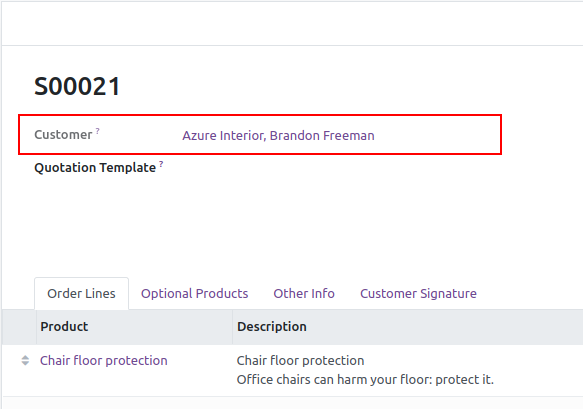 S00021
Customer ? Azure Interior, Brandon Freeman
Quotation Template ?
Order Lines Optional Products Other Info Customer Signature
Product Description
Chair floor protection Chair floor protection
Office chairs can harm your floor: protect it.